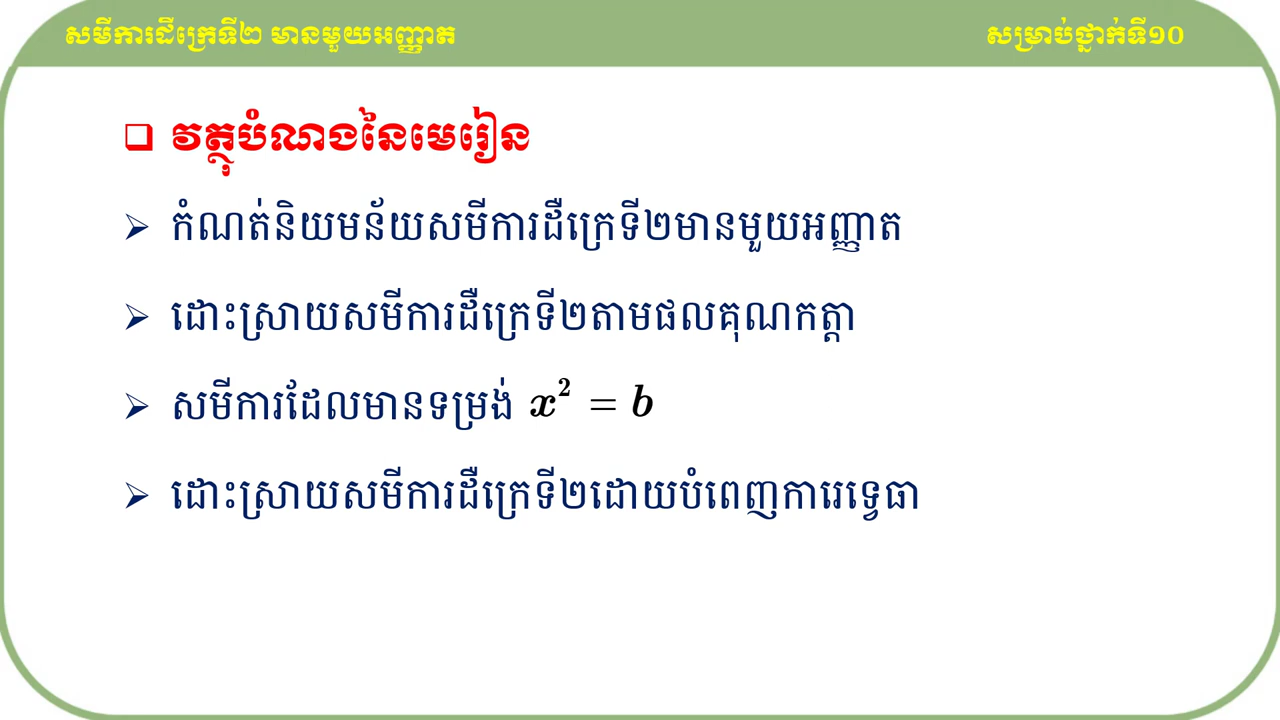 សមីការដឺក្រេទី២ មានមួយអញ្ញាត
សម្រាប់ថ្នាក់ទី១០
វត្ថុបំណងនៃមេរៀន
កំណត់និយមន័យសមីការដឺក្រេទី២មានមួយអញ្ញាត
ដោះស្រាយសមីការដឺក្រេទី២តាមផលគុណកត្តា
សមីការដែលមានទម្រង់ x² = b
ដោះស្រាយសមីការដឺក្រេទី២ដោយបំពេញការេទ្វេធា